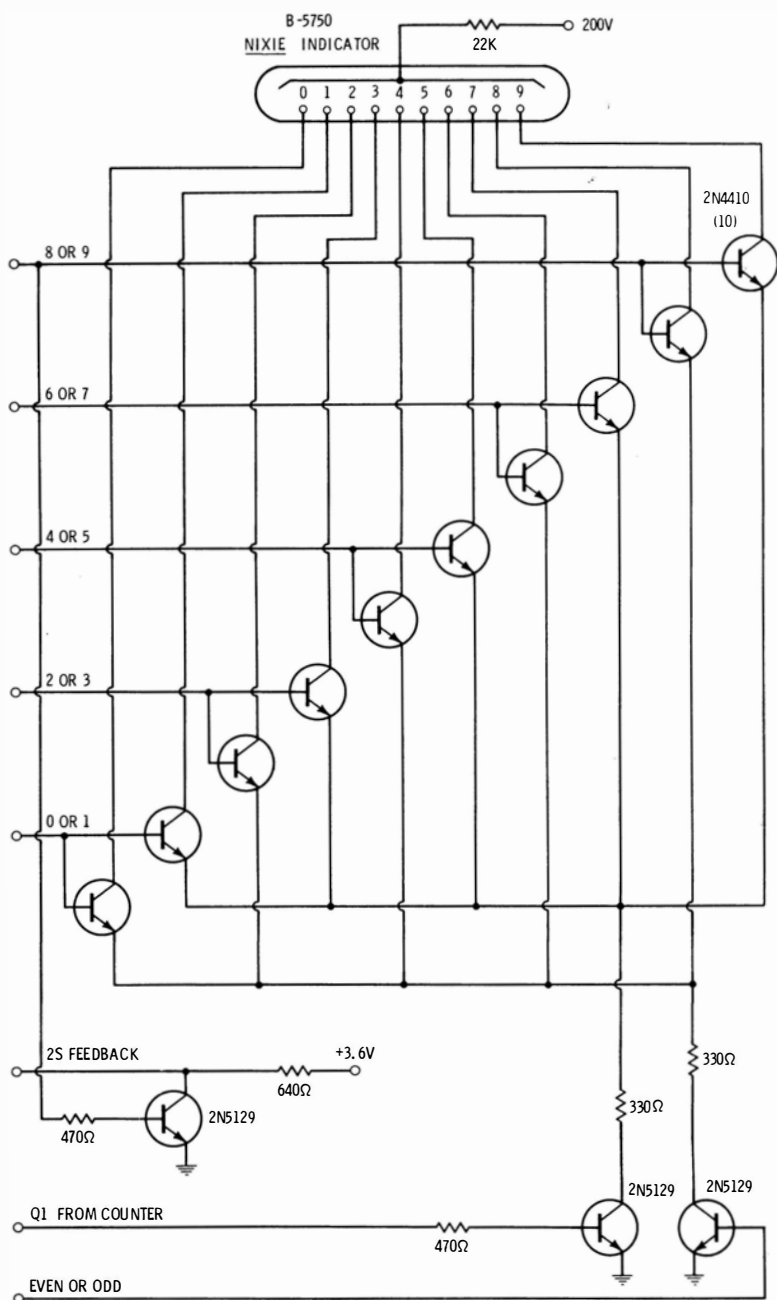 B-5750
NIXIE INDICATOR
22K
200V
0 1 2 3 4 5 6 7 8 9
2N4410
(10)
8 OR 9
6 OR 7
4 OR 5
2 OR 3
0 OR 1
2S FEEDBACK
+3.6V
640Ω
330Ω
330Ω
2N5129
470Ω
2N5129
2N5129
Q1 FROM COUNTER
470Ω
EVEN OR ODD